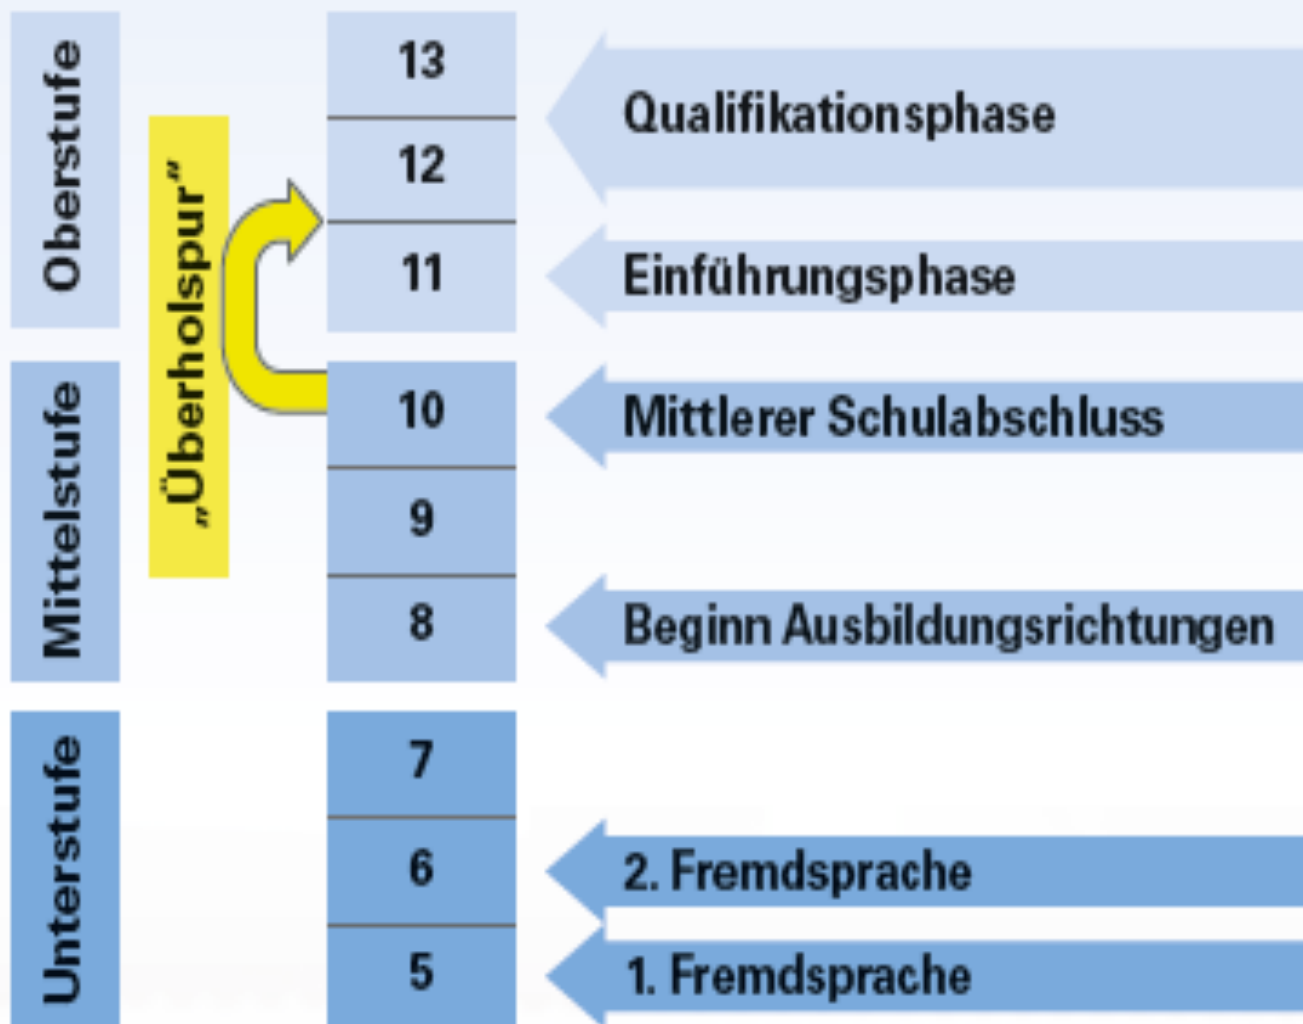 Oberstufe
„Überholspur“
13
12
11
Qualifikationsphase
Einführungsphase
Mittelstufe
10
9
8
Mittlerer Schulabschluss
Beginn Ausbildungsrichtungen
Unterstufe
7
6
5
2. Fremdsprache
1. Fremdsprache